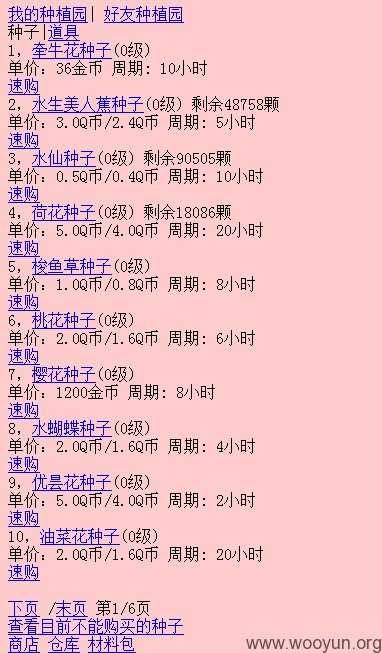 我的种植园| 好友种植园
种子|道具
1, 牵牛花种子(0级)
单价: 36金币 周期: 10小时
速购
2, 水生美人蕉种子(0级) 剩余48758颗
单价: 3.0Q币/2.4Q币 周期: 5小时
速购
3, 水仙种子(0级) 剩余90505颗
单价: 0.5Q币/0.4Q币 周期: 10小时
速购
4, 荷花种子(0级) 剩余18086颗
单价: 5.0Q币/4.0Q币 周期: 20小时
速购
5, 梭鱼草种子(0级)
单价: 1.0Q币/0.8Q币 周期: 8小时
速购
6, 桃花种子(0级)
单价: 2.0Q币/1.6Q币 周期: 6小时
速购
7, 樱花种子(0级)
单价: 1200金币 周期: 8小时
速购
8, 水蝴蝶种子(0级)
单价: 2.0Q币/1.6Q币 周期: 4小时
速购
9, 优昙花种子(0级)
单价: 5.0Q币/4.0Q币 周期: 2小时
速购
10, 油菜花种子(0级)
单价: 2.0Q币/1.6Q币 周期: 20小时
速购
下页 /末页 第1/6页
查看目前不能购买的种子
商店 仓库 材料包
www.wooyun.org